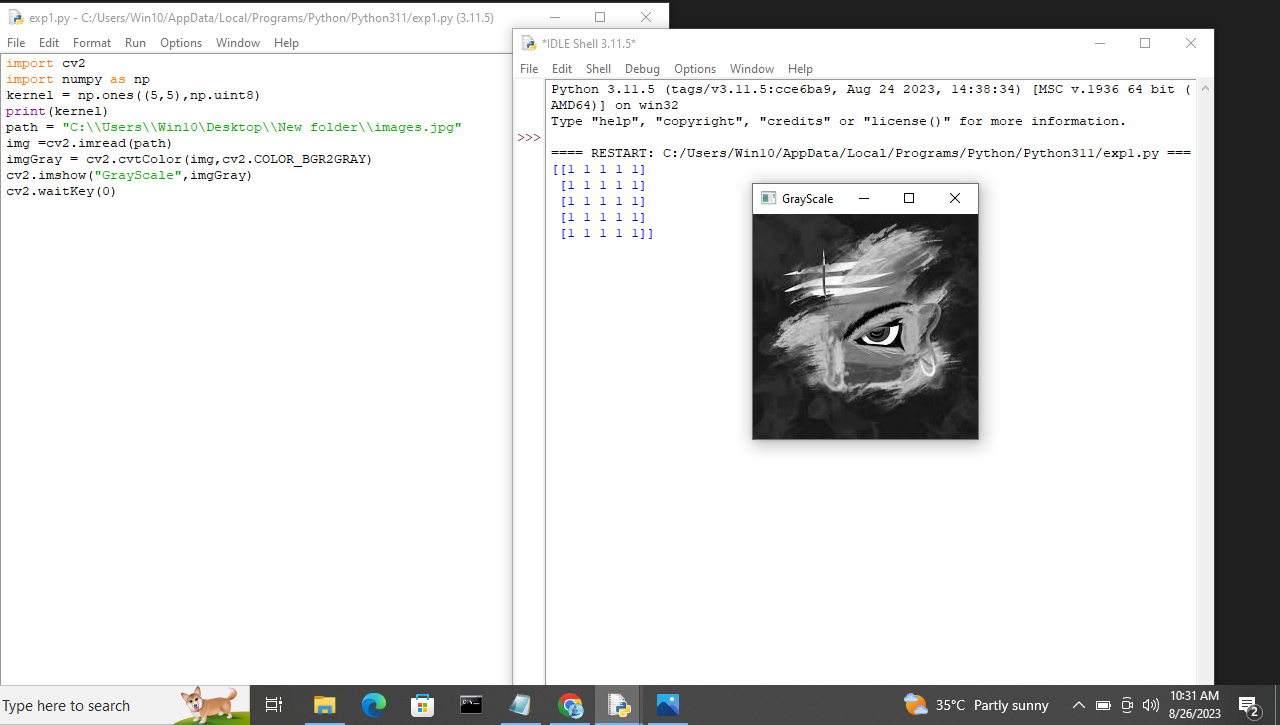 exp1.py - C:/Users/Win10/AppData/Local/Programs/Python/Python311/exp1.py (3.11.5)
File Edit Format Run Options Window Help
import cv2
import numpy as np
kernel = np.ones((5,5),np.uint8)
print(kernel)
path = "C:\\Users\\Win10\Desktop\\New folder\\images.jpg"
img =cv2.imread(path)
imgGray = cv2.cvtColor(img,cv2.COLOR_BGR2GRAY)
cv2.imshow("GrayScale",imgGray)
cv2.waitKey(0)
*IDLE Shell 3.11.5*
File Edit Shell Debug Options Window Help
Python 3.11.5 (tags/v3.11.5:cce6ba9, Aug 24 2023, 14:38:34) [MSC v.1936 64 bit (
AMD64)] on win32
Type "help", "copyright", "credits" or "license()" for more information.
>>>
==== RESTART: C:/Users/Win10/AppData/Local/Programs/Python/Python311/exp1.py ===
[[1 1 1 1 1]
[1 1 1 1 1]
[1 1 1 1 1]
[1 1 1 1 1]
[1 1 1 1 1]]
GrayScale
Type here to search
35°C Partly sunny
10:31 AM
8/26/2023
2